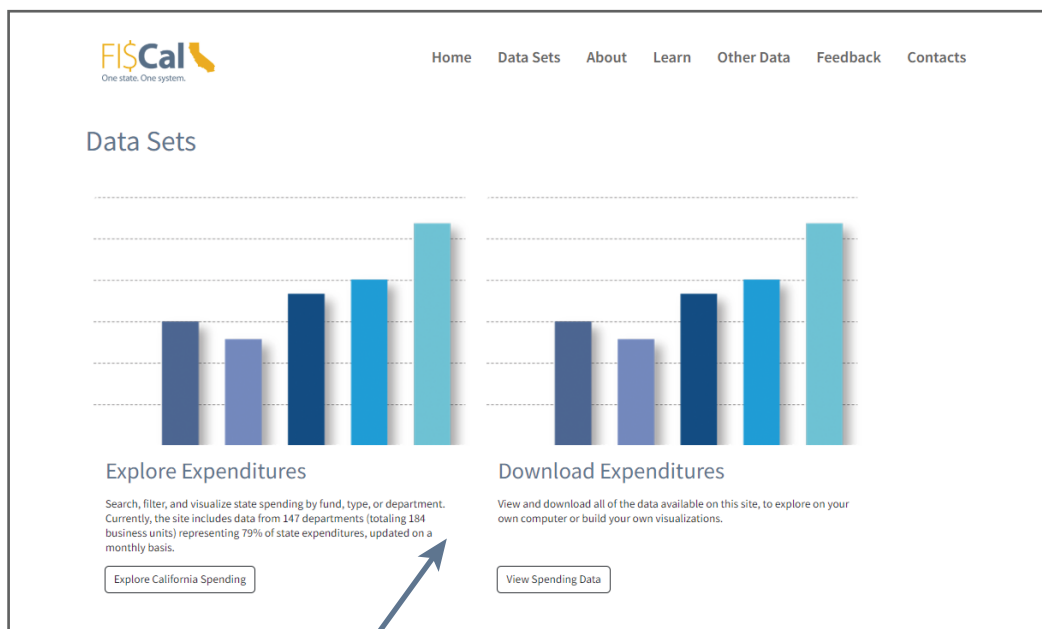 FI$Cal
One state. One system.
Home Data Sets About Learn Other Data Feedback Contacts
Data Sets
Explore Expenditures
Search, filter, and visualize state spending by fund, type, or department.
Currently, the site includes data from 147 departments (totaling 184
business units) representing 79% of state expenditures, updated on a
monthly basis.
Explore California Spending
Download Expenditures
View and download all of the data available on this site, to explore on your
own computer or build your own visualizations.
View Spending Data